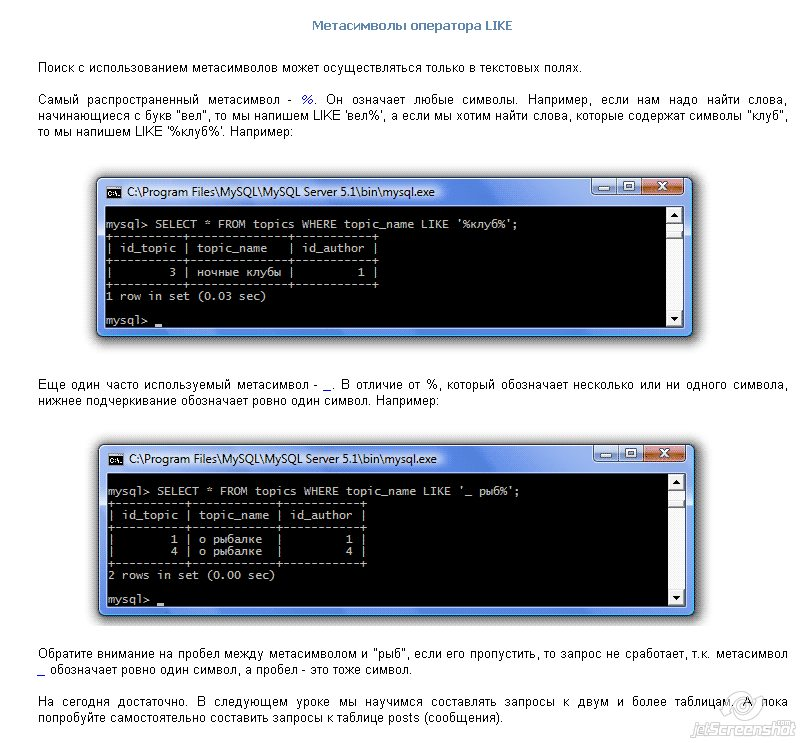 Метасимволы оператора LIKE
Поиск с использованием метасимволов может осуществляться только в текстовых полях.
Самый распространенный метасимвол - %. Он означает любые символы. Например, если нам надо найти слова,
начинающиеся с букв "вел", то мы напишем LIKE 'вел%', а если мы хотим найти слова, которые содержат символы "клуб",
то мы напишем LIKE '%клуб%'. Например:
C:\Program Files\MySQL\MySQL Server 5.1\bin\mysql.exe
mysql> SELECT * FROM topics WHERE topic_name LIKE '%клуб%';
+----------+-------------+-----------+
| id_topic | topic_name | id_author |
+----------+-------------+-----------+
| 3 | ночные клубы | 1 |
+----------+-------------+-----------+
1 row in set (0.03 sec)
mysql> _
Еще один часто используемый метасимвол - _. В отличие от %, который обозначает несколько или ни одного символа,
нижнее подчеркивание обозначает ровно один символ. Например:
C:\Program Files\MySQL\MySQL Server 5.1\bin\mysql.exe
mysql> SELECT * FROM topics WHERE topic_name LIKE '_ рыб%';
+----------+------------+-----------+
| id_topic | topic_name | id_author |
+----------+------------+-----------+
| 1 | о рыбалке | 1 |
| 4 | о рыбалке | 4 |
+----------+------------+-----------+
2 rows in set (0.00 sec)
mysql> _
Обратите внимание на пробел между метасимволом и "рыб", если его пропустить, то запрос не сработает, т.к. метасимвол
_ обозначает ровно один символ, а пробел - это тоже символ.
На сегодня достаточно. В следующем уроке мы научимся составлять запросы к двум и более таблицам. А пока
попробуйте самостоятельно составить запросы к таблице posts (сообщения).
jetScreenshot.com